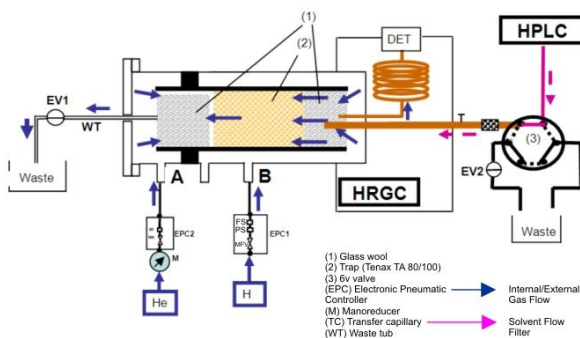 (1)
(2)
DET
HPLC
EV1
WT
T
(3)
EV2
Waste
A
B
HRGC
Waste
EPC2
M
FS
PS
MFV
EPC1
He
H
(1) Glass wool
(2) Trap (Tenax TA 80/100)
(3) 6v valve
(EPC) Electronic Pneumatic
Controller
(M) Manoreducer
(TC) Transfer capillary
(WT) Waste tub
Internal/External
Gas Flow
Solvent Flow
Filter